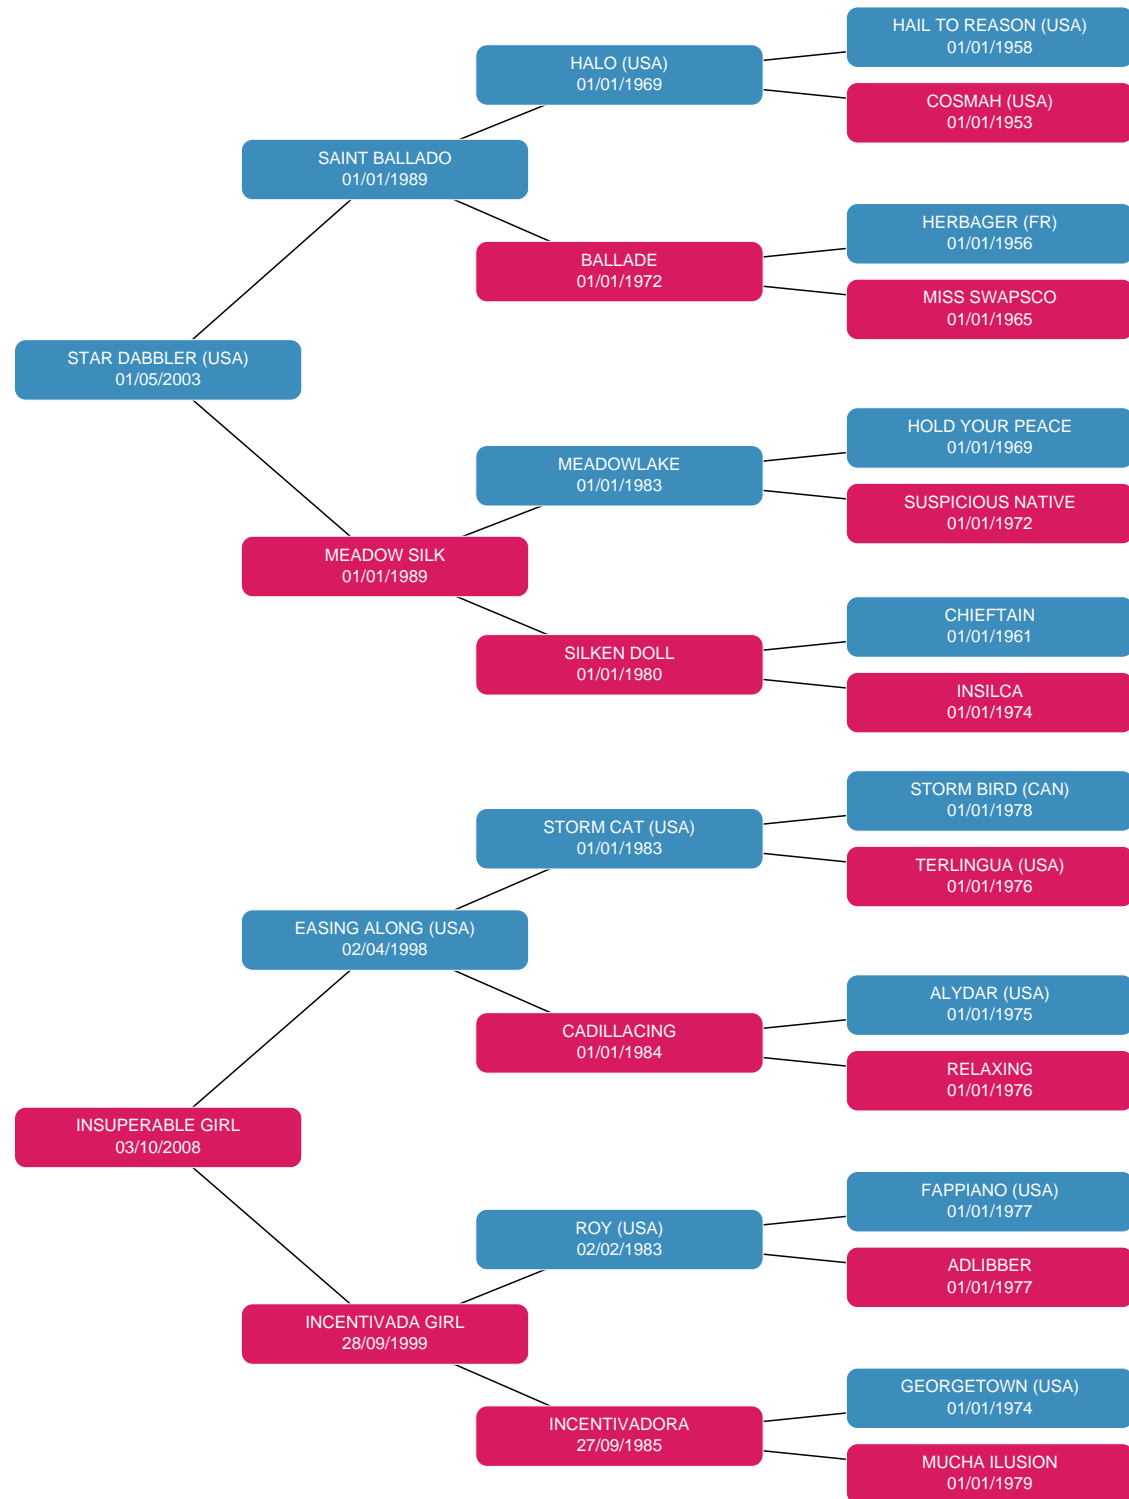 HAIL TO REASON (USA)
01/01/1958
HALO (USA)
01/01/1969
COSMAH (USA)
01/01/1953
SAINT BALLADO
01/01/1989
HERBAGER (FR)
01/01/1956
BALLADE
01/01/1972
MISS SWAPSCO
01/01/1965
STAR DABBLER (USA)
01/05/2003
HOLD YOUR PEACE
01/01/1969
MEADOWLAKE
01/01/1983
SUSPICIOUS NATIVE
01/01/1972
MEADOW SILK
01/01/1989
CHIEFTAIN
01/01/1961
SILKEN DOLL
01/01/1980
INSILCA
01/01/1974
STORM BIRD (CAN)
01/01/1978
STORM CAT (USA)
01/01/1983
TERLINGUA (USA)
01/01/1976
EASING ALONG (USA)
02/04/1998
ALYDAR (USA)
01/01/1975
CADILLACING
01/01/1984
RELAXING
01/01/1976
INSUPERABLE GIRL
03/10/2008
FAPPIANO (USA)
01/01/1977
ROY (USA)
02/02/1983
ADLIBBER
01/01/1977
INCENTIVADA GIRL
28/09/1999
GEORGETOWN (USA)
01/01/1974
INCENTIVADORA
27/09/1985
MUCHA ILUSION
01/01/1979